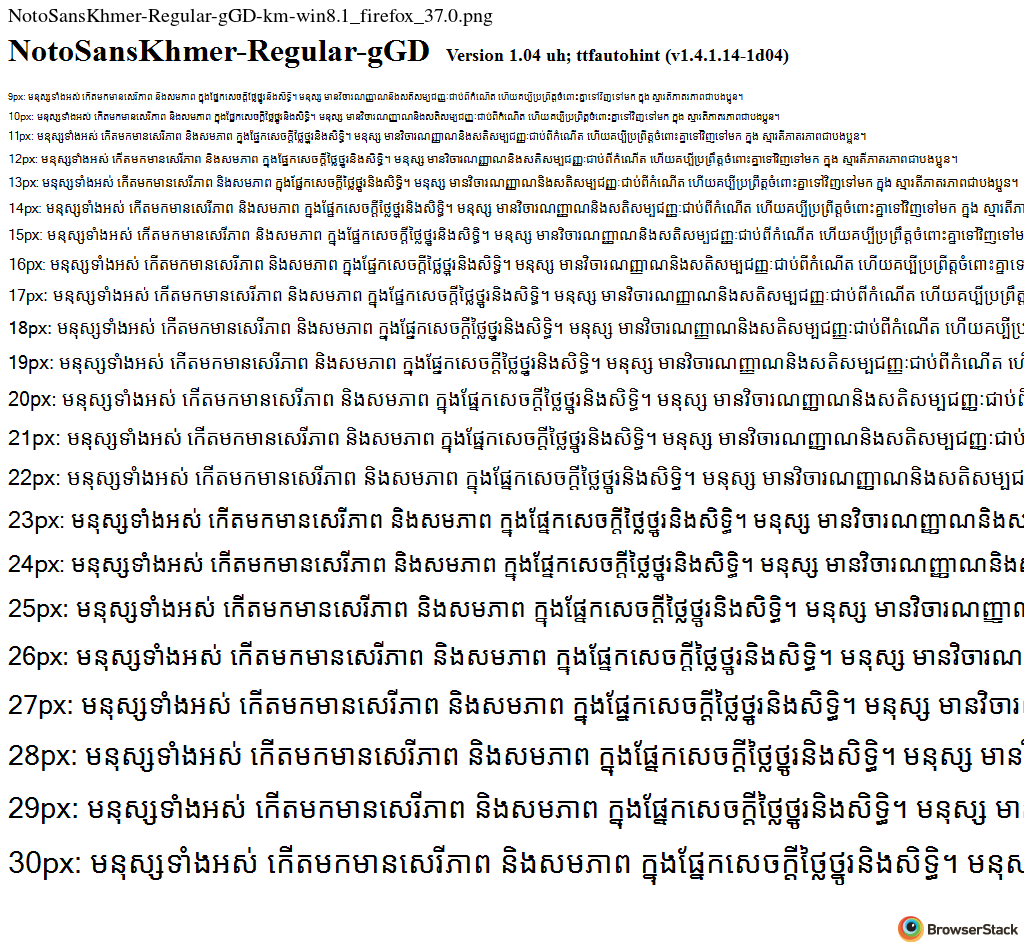 NotoSansKhmer-Regular-gGD-km-win8.1_firefox_37.0.png
NotoSansKhmer-Regular-gGD Version 1.04 uh; ttfautohint (v1.4.1.14-1d04)
9px: មនុស្សទាំងអស់ កើតមកមានសេរីភាព និងសមភាព ក្នុងផ្នែកសេចក្ដីថ្លៃថ្នូរនិងសិទ្ធិ។ មនុស្ស មានវិចារណញ្ញាណនិងសតិសម្បជញ្ញៈជាប់ពីកំណើត ហើយគប្បីប្រព្រឹត្តចំពោះគ្នាទៅវិញទៅមក ក្នុង ស្មារតីភាតរភាពជាបងប្អូន។
10px: មនុស្សទាំងអស់ កើតមកមានសេរីភាព និងសមភាព ក្នុងផ្នែកសេចក្ដីថ្លៃថ្នូរនិងសិទ្ធិ។ មនុស្ស មានវិចារណញ្ញាណនិងសតិសម្បជញ្ញៈជាប់ពីកំណើត ហើយគប្បីប្រព្រឹត្តចំពោះគ្នាទៅវិញទៅមក ក្នុង ស្មារតីភាតរភាពជាបងប្អូន។
11px: មនុស្សទាំងអស់ កើតមកមានសេរីភាព និងសមភាព ក្នុងផ្នែកសេចក្ដីថ្លៃថ្នូរនិងសិទ្ធិ។ មនុស្ស មានវិចារណញ្ញាណនិងសតិសម្បជញ្ញៈជាប់ពីកំណើត ហើយគប្បីប្រព្រឹត្តចំពោះគ្នាទៅវិញទៅមក ក្នុង ស្មារតីភាតរភាពជាបងប្អូន។
12px: មនុស្សទាំងអស់ កើតមកមានសេរីភាព និងសមភាព ក្នុងផ្នែកសេចក្ដីថ្លៃថ្នូរនិងសិទ្ធិ។ មនុស្ស មានវិចារណញ្ញាណនិងសតិសម្បជញ្ញៈជាប់ពីកំណើត ហើយគប្បីប្រព្រឹត្តចំពោះគ្នាទៅវិញទៅមក ក្នុង ស្មារតីភាតរភាពជាបងប្អូន។
13px: មនុស្សទាំងអស់ កើតមកមានសេរីភាព និងសមភាព ក្នុងផ្នែកសេចក្ដីថ្លៃថ្នូរនិងសិទ្ធិ។ មនុស្ស មានវិចារណញ្ញាណនិងសតិសម្បជញ្ញៈជាប់ពីកំណើត ហើយគប្បីប្រព្រឹត្តចំពោះគ្នាទៅវិញទៅមក ក្នុង ស្មារតីភាតរភាពជាបងប្អូន។
14px: មនុស្សទាំងអស់ កើតមកមានសេរីភាព និងសមភាព ក្នុងផ្នែកសេចក្ដីថ្លៃថ្នូរនិងសិទ្ធិ។ មនុស្ស មានវិចារណញ្ញាណនិងសតិសម្បជញ្ញៈជាប់ពីកំណើត ហើយគប្បីប្រព្រឹត្តចំពោះគ្នាទៅវិញទៅមក ក្នុង ស្មារតីភា
15px: មនុស្សទាំងអស់ កើតមកមានសេរីភាព និងសមភាព ក្នុងផ្នែកសេចក្ដីថ្លៃថ្នូរនិងសិទ្ធិ។ មនុស្ស មានវិចារណញ្ញាណនិងសតិសម្បជញ្ញៈជាប់ពីកំណើត ហើយគប្បីប្រព្រឹត្តចំពោះគ្នាទៅវិញទៅម
16px: មនុស្សទាំងអស់ កើតមកមានសេរីភាព និងសមភាព ក្នុងផ្នែកសេចក្ដីថ្លៃថ្នូរនិងសិទ្ធិ។ មនុស្ស មានវិចារណញ្ញាណនិងសតិសម្បជញ្ញៈជាប់ពីកំណើត ហើយគប្បីប្រព្រឹត្តចំពោះគ្នាទៅ
17px: មនុស្សទាំងអស់ កើតមកមានសេរីភាព និងសមភាព ក្នុងផ្នែកសេចក្ដីថ្លៃថ្នូរនិងសិទ្ធិ។ មនុស្ស មានវិចារណញ្ញាណនិងសតិសម្បជញ្ញៈជាប់ពីកំណើត ហើយគប្បីប្រព្រឹត្ត
18px: មនុស្សទាំងអស់ កើតមកមានសេរីភាព និងសមភាព ក្នុងផ្នែកសេចក្ដីថ្លៃថ្នូរនិងសិទ្ធិ។ មនុស្ស មានវិចារណញ្ញាណនិងសតិសម្បជញ្ញៈជាប់ពីកំណើត ហើយគប្បីប្រ
19px: មនុស្សទាំងអស់ កើតមកមានសេរីភាព និងសមភាព ក្នុងផ្នែកសេចក្ដីថ្លៃថ្នូរនិងសិទ្ធិ។ មនុស្ស មានវិចារណញ្ញាណនិងសតិសម្បជញ្ញៈជាប់ពីកំណើត ហើ
20px: មនុស្សទាំងអស់ កើតមកមានសេរីភាព និងសមភាព ក្នុងផ្នែកសេចក្ដីថ្លៃថ្នូរនិងសិទ្ធិ។ មនុស្ស មានវិចារណញ្ញាណនិងសតិសម្បជញ្ញៈជាប់ពី
21px: មនុស្សទាំងអស់ កើតមកមានសេរីភាព និងសមភាព ក្នុងផ្នែកសេចក្ដីថ្លៃថ្នូរនិងសិទ្ធិ។ មនុស្ស មានវិចារណញ្ញាណនិងសតិសម្បជញ្ញៈជាប់
22px: មនុស្សទាំងអស់ កើតមកមានសេរីភាព និងសមភាព ក្នុងផ្នែកសេចក្ដីថ្លៃថ្នូរនិងសិទ្ធិ។ មនុស្ស មានវិចារណញ្ញាណនិងសតិសម្បជ
23px: មនុស្សទាំងអស់ កើតមកមានសេរីភាព និងសមភាព ក្នុងផ្នែកសេចក្ដីថ្លៃថ្នូរនិងសិទ្ធិ។ មនុស្ស មានវិចារណញ្ញាណនិងស
24px: មនុស្សទាំងអស់ កើតមកមានសេរីភាព និងសមភាព ក្នុងផ្នែកសេចក្ដីថ្លៃថ្នូរនិងសិទ្ធិ។ មនុស្ស មានវិចារណញ្ញាណនិងស
25px: មនុស្សទាំងអស់ កើតមកមានសេរីភាព និងសមភាព ក្នុងផ្នែកសេចក្ដីថ្លៃថ្នូរនិងសិទ្ធិ។ មនុស្ស មានវិចារណញ្ញាណ
26px: មនុស្សទាំងអស់ កើតមកមានសេរីភាព និងសមភាព ក្នុងផ្នែកសេចក្ដីថ្លៃថ្នូរនិងសិទ្ធិ។ មនុស្ស មានវិចារណ
27px: មនុស្សទាំងអស់ កើតមកមានសេរីភាព និងសមភាព ក្នុងផ្នែកសេចក្ដីថ្លៃថ្នូរនិងសិទ្ធិ។ មនុស្ស មានវិចារ
28px: មនុស្សទាំងអស់ កើតមកមានសេរីភាព និងសមភាព ក្នុងផ្នែកសេចក្ដីថ្លៃថ្នូរនិងសិទ្ធិ។ មនុស្ស មាន
29px: មនុស្សទាំងអស់ កើតមកមានសេរីភាព និងសមភាព ក្នុងផ្នែកសេចក្ដីថ្លៃថ្នូរនិងសិទ្ធិ។ មនុស្ស មា
30px: មនុស្សទាំងអស់ កើតមកមានសេរីភាព និងសមភាព ក្នុងផ្នែកសេចក្ដីថ្លៃថ្នូរនិងសិទ្ធិ។ មនុស
BrowserStack